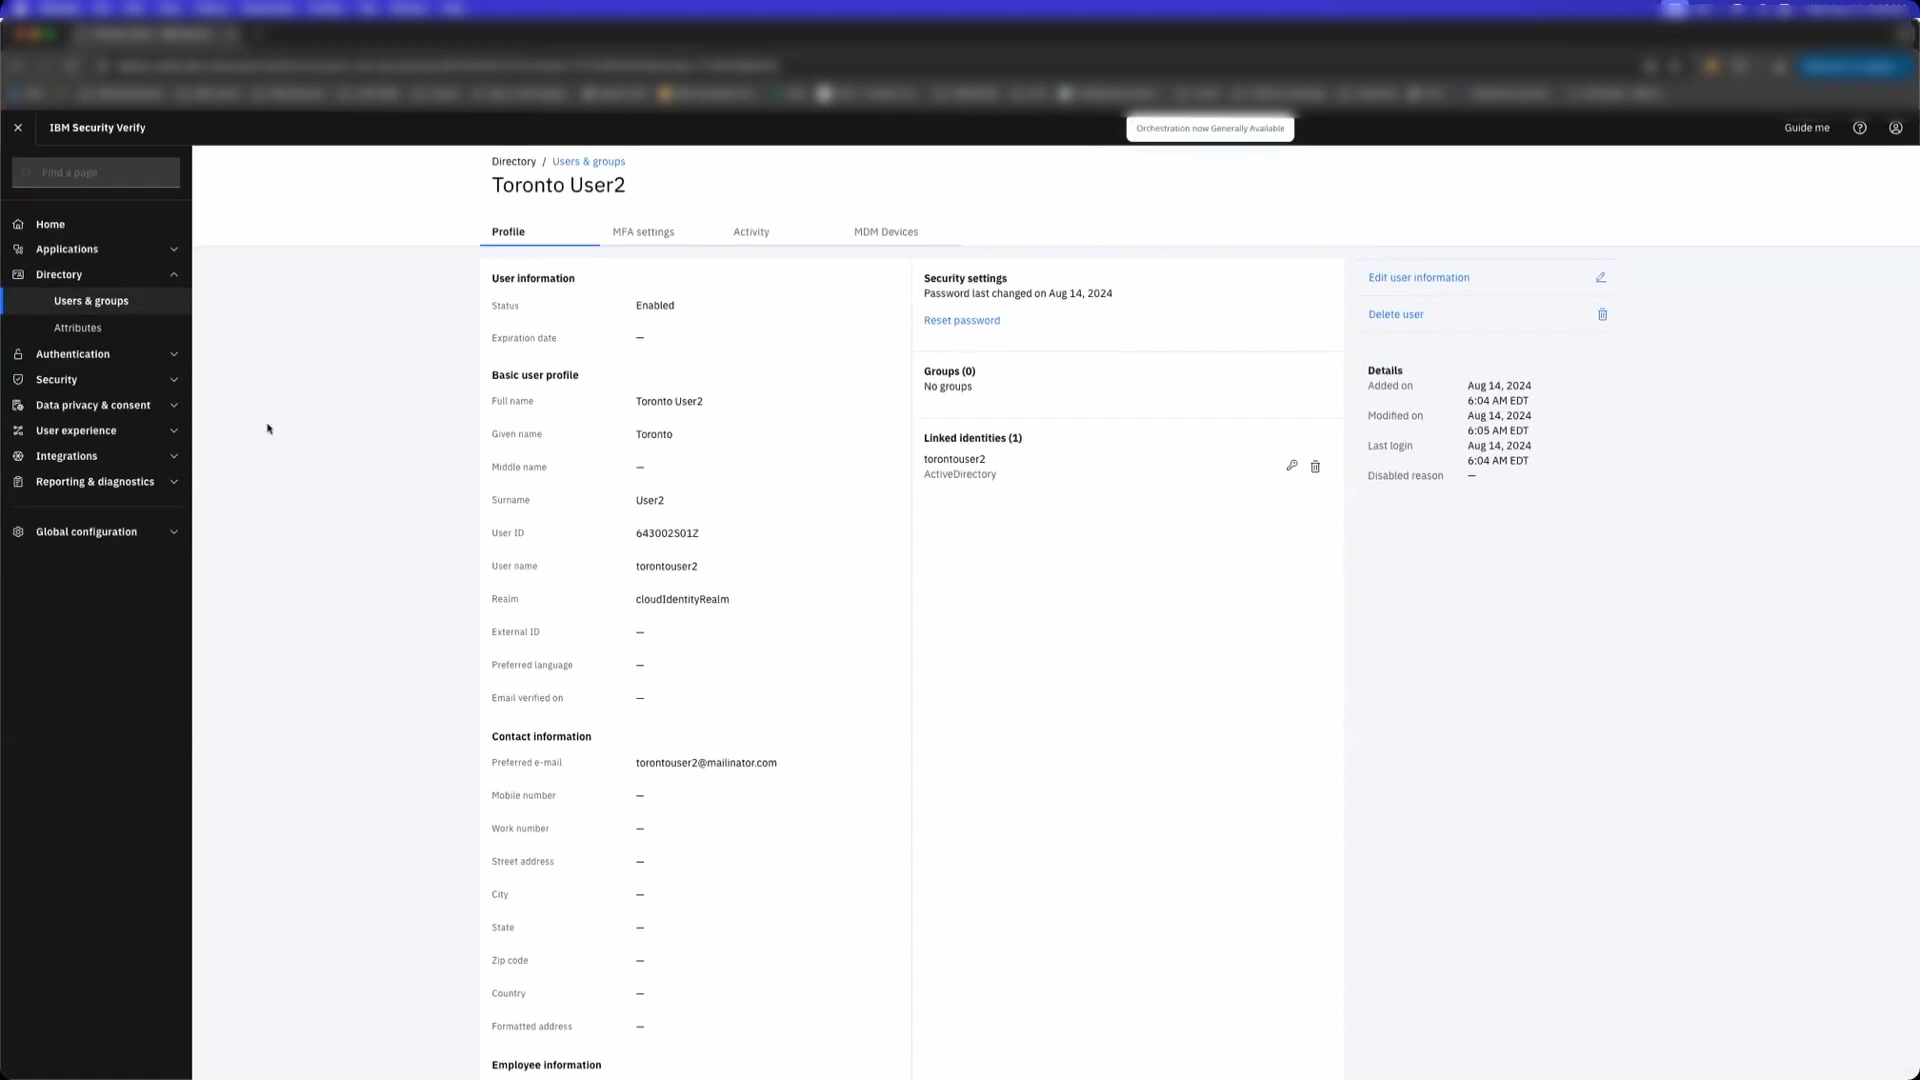 IBM Security Verify
Orchestration now Generally Available
Guide me
Find a page
Home
Applications
Directory
Users & groups
Attributes
Authentication
Security
Data privacy & consent
User experience
Integrations
Reporting & diagnostics
Global configuration
Directory / Users & groups
Toronto User2
Profile MFA settings Activity MDM Devices
User information
Status Enabled
Expiration date —
Basic user profile
Full name Toronto User2
Given name Toronto
Middle name —
Surname User2
User ID 643002S01Z
User name torontouser2
Realm cloudIdentityRealm
External ID —
Preferred language —
Email verified on —
Contact information
Preferred e-mail torontouser2@mailinator.com
Mobile number —
Work number —
Street address —
City —
State —
Zip code —
Country —
Formatted address —
Employee information
Security settings
Password last changed on Aug 14, 2024
Reset password
Groups (0)
No groups
Linked identities (1)
torontouser2
ActiveDirectory
Edit user information
Delete user
Details
Added on Aug 14, 2024
6:04 AM EDT
Modified on Aug 14, 2024
6:05 AM EDT
Last login Aug 14, 2024
6:04 AM EDT
Disabled reason —